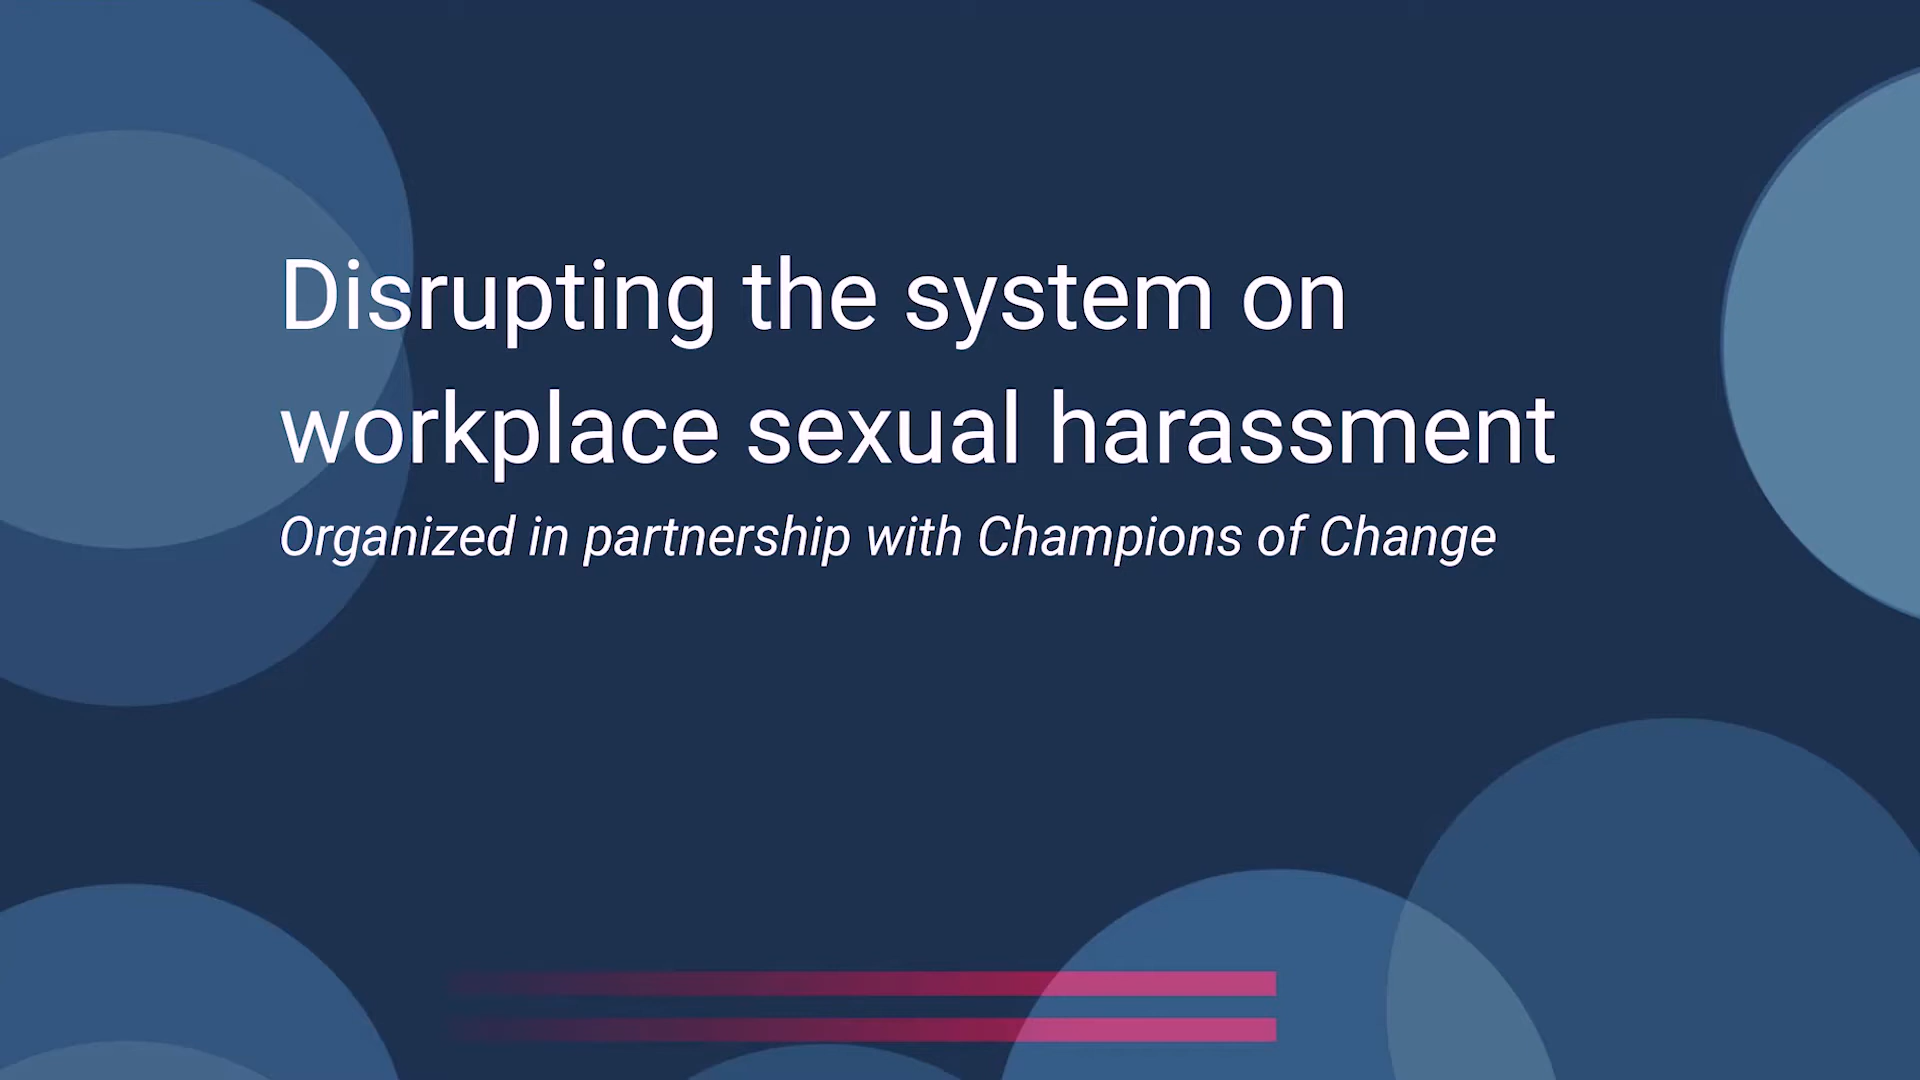 Disrupting the system on
workplace sexual harassment
Organized in partnership with Champions of Change